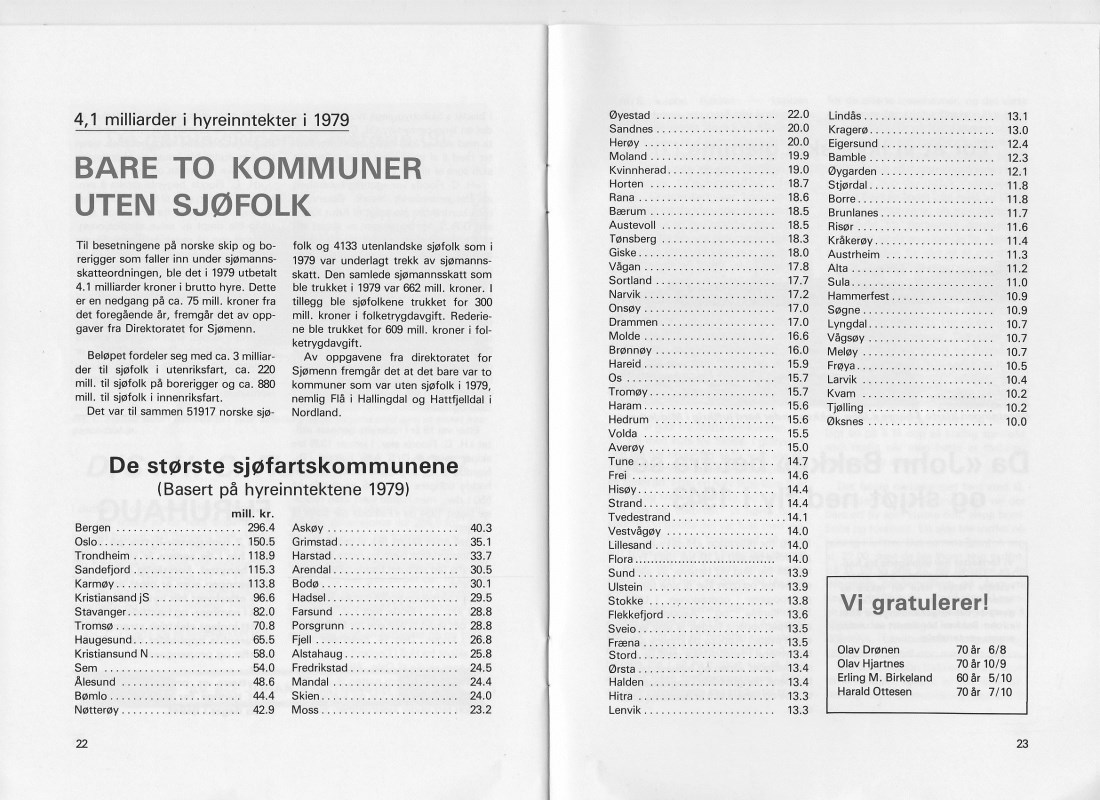 4,1 milliarder i hyreinntekter i 1979
BARE TO KOMMUNER
UTEN SJØFOLK
Til besetningene på norske skip og bo-
rerigger som faller inn under sjømanns-
skatteordningen, ble det i 1979 utbetalt
4.1 milliarder kroner i brutto hyre. Dette
er en nedgang på ca. 75 mill. kroner fra
det foregående år, fremgår det av opp-
gaver fra Direktoratet for Sjømenn.
Beløpet fordeler seg med ca. 3 milliar-
der til sjøfolk i utenriksfart, ca. 220
mill. til sjøfolk på borerigger og ca. 880
mill. til sjøfolk i innenriksfart.
Det var til sammen 51917 norske sjø-
folk og 4133 utenlandske sjøfolk som i
1979 var underlagt trekk av sjømanns-
skatt. Den samlede sjømannsskatt som
ble trukket i 1979 var 662 mill. kroner. I
tillegg ble sjøfolkene trukket for 300
mill. kroner i folketrygdavgift. Rederie-
ne ble trukket for 609 mill. kroner i fol-
ketrygdavgift.
Av oppgavene fra direktoratet for
Sjømenn fremgår det at det bare var to
kommuner som var uten sjøfolk i 1979,
nemlig Flå i Hallingdal og Hattfjelldal i
Nordland.
De største sjøfartskommunene
(Basert på hyreinntektene 1979)
mill. kr.
Bergen 296.4
Oslo 150.5
Trondheim 118.9
Sandefjord 115.3
Karmøy 113.8
Kristiansand jS 96.6
Stavanger 82.0
Tromsø 70.8
Haugesund 65.5
Kristiansund N 58.0
Sem 54.0
Ålesund 48.6
Bømlo 44.4
Nøtterøy 42.9
Askøy 40.3
Grimstad 35.1
Harstad 33.7
Arendal 30.5
Bodø 30.1
Hadsel 29.5
Farsund 28.8
Porsgrunn 28.8
Fjell 26.8
Alstahaug 25.8
Fredrikstad 24.5
Mandal 24.4
Skien 24.0
Moss 23.2
22
Øyestad 22.0
Sandnes 20.0
Herøy 20.0
Moland 19.9
Kvinnherad 19.0
Horten 18.7
Rana 18.6
Bærum 18.5
Austevoll 18.5
Tønsberg 18.3
Giske 18.0
Vågan 17.8
Sortland 17.7
Narvik 17.2
Onsøy 17.0
Drammen 17.0
Molde 16.6
Brønnøy 16.0
Hareid 15.9
Os 15.7
Tromøy 15.7
Haram 15.6
Hedrum 15.6
Volda 15.5
Averøy 15.0
Tune 14.7
Frei 14.6
Hisøy 14.4
Strand 14.4
Tvedestrand 14.1
Vestvågøy 14.0
Lillesand 14.0
Flora 14.0
Sund 13.9
Ulstein 13.9
Stokke 13.8
Flekkefjord 13.6
Sveio 13.5
Fræna 13.5
Stord 13.4
Ørsta 13.4
Halden 13.4
Hitra 13.3
Lenvik 13.3
Lindås 13.1
Kragerø 13.0
Eigersund 12.4
Bamble 12.3
Øygarden 12.1
Stjørdal 11.8
Borre 11.8
Brunlanes 11.7
Risør 11.6
Kråkerøy 11.4
Austrheim 11.3
Alta 11.2
Sula 11.0
Hammerfest 10.9
Søgne 10.9
Lyngdal 10.7
Vågsøy 10.7
Meløy 10.7
Frøya 10.5
Larvik 10.4
Kvam 10.2
Tjølling 10.2
Øksnes 10.0
Vi gratulerer!
Olav Drønen 70 år 6/8
Olav Hjartnes 70 år 10/9
Erling M. Birkeland 60 år 5/10
Harald Ottesen 70 år 7/10
23